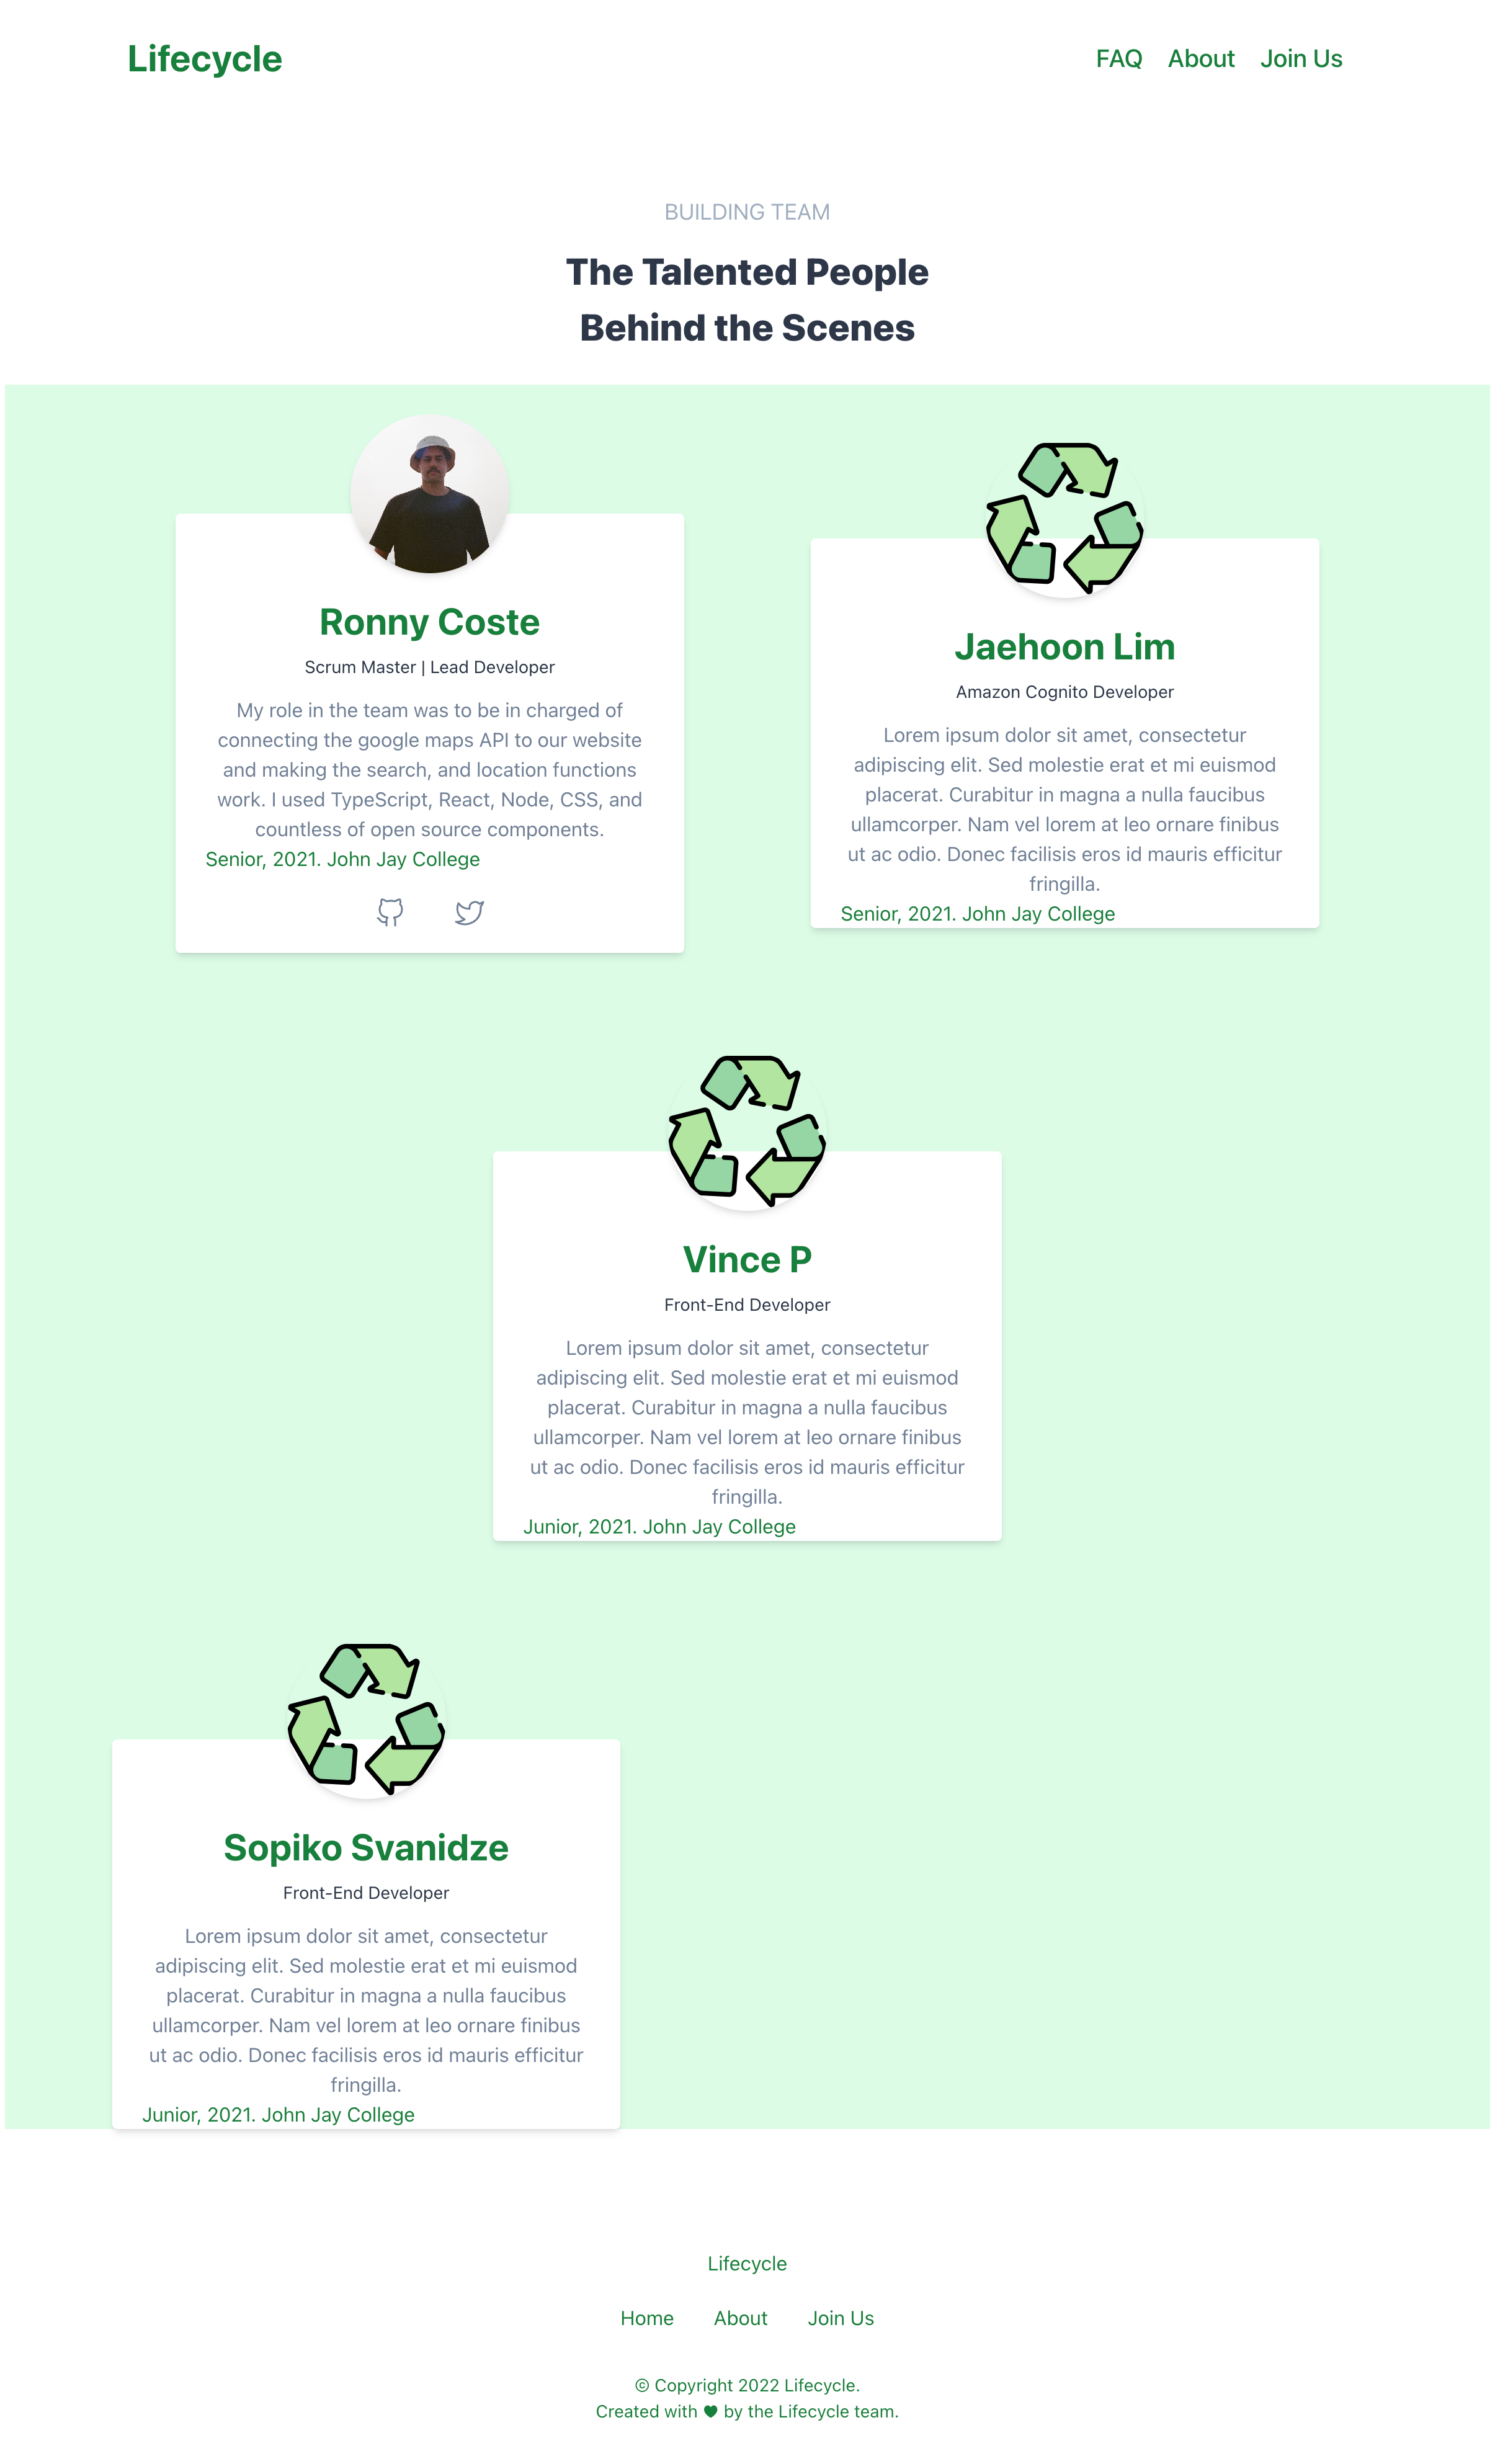 Lifecycle
FAQ About Join Us
BUILDING TEAM
The Talented People
Behind the Scenes
Ronny Coste
Scrum Master | Lead Developer
My role in the team was to be in charged of
connecting the google maps API to our website
and making the search, and location functions
work. I used TypeScript, React, Node, CSS, and
countless of open source components.
Senior, 2021. John Jay College
Jaehoon Lim
Amazon Cognito Developer
Lorem ipsum dolor sit amet, consectetur
adipiscing elit. Sed molestie erat et mi euismod
placerat. Curabitur in magna a nulla faucibus
ullamcorper. Nam vel lorem at leo ornare finibus
ut ac odio. Donec facilisis eros id mauris efficitur
fringilla.
Senior, 2021. John Jay College
Vince P
Front-End Developer
Lorem ipsum dolor sit amet, consectetur
adipiscing elit. Sed molestie erat et mi euismod
placerat. Curabitur in magna a nulla faucibus
ullamcorper. Nam vel lorem at leo ornare finibus
ut ac odio. Donec facilisis eros id mauris efficitur
fringilla.
Junior, 2021. John Jay College
Sopiko Svanidze
Front-End Developer
Lorem ipsum dolor sit amet, consectetur
adipiscing elit. Sed molestie erat et mi euismod
placerat. Curabitur in magna a nulla faucibus
ullamcorper. Nam vel lorem at leo ornare finibus
ut ac odio. Donec facilisis eros id mauris efficitur
fringilla.
Junior, 2021. John Jay College
Lifecycle
Home About Join Us
© Copyright 2022 Lifecycle.
Created with ♥ by the Lifecycle team.